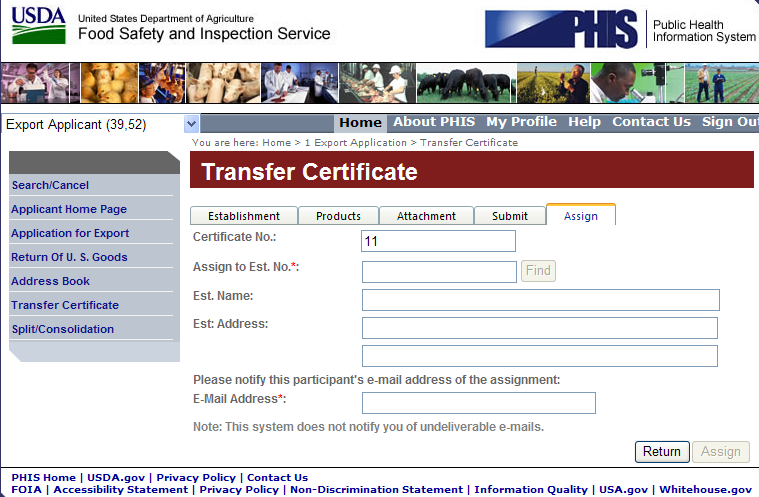 USDA
United States Department of Agriculture
Food Safety and Inspection Service
PHIS
Public Health
Information System
Export Applicant (39,52)
Home About PHIS My Profile Help Contact Us Sign Out
You are here: Home > 1 Export Application > Transfer Certificate
Search/Cancel
Applicant Home Page
Application for Export
Return Of U. S. Goods
Address Book
Transfer Certificate
Split/Consolidation
Transfer Certificate
Establishment Products Attachment Submit Assign
Certificate No.: 11
Assign to Est. No.*: Find
Est. Name:
Est: Address:
Please notify this participant's e-mail address of the assignment:
E-Mail Address*:
Note: This system does not notify you of undeliverable e-mails.
Return Assign
PHIS Home | USDA.gov | Privacy Policy | Contact Us
FOIA | Accessibility Statement | Privacy Policy | Non-Discrimination Statement | Information Quality | USA.gov | Whitehouse.gov